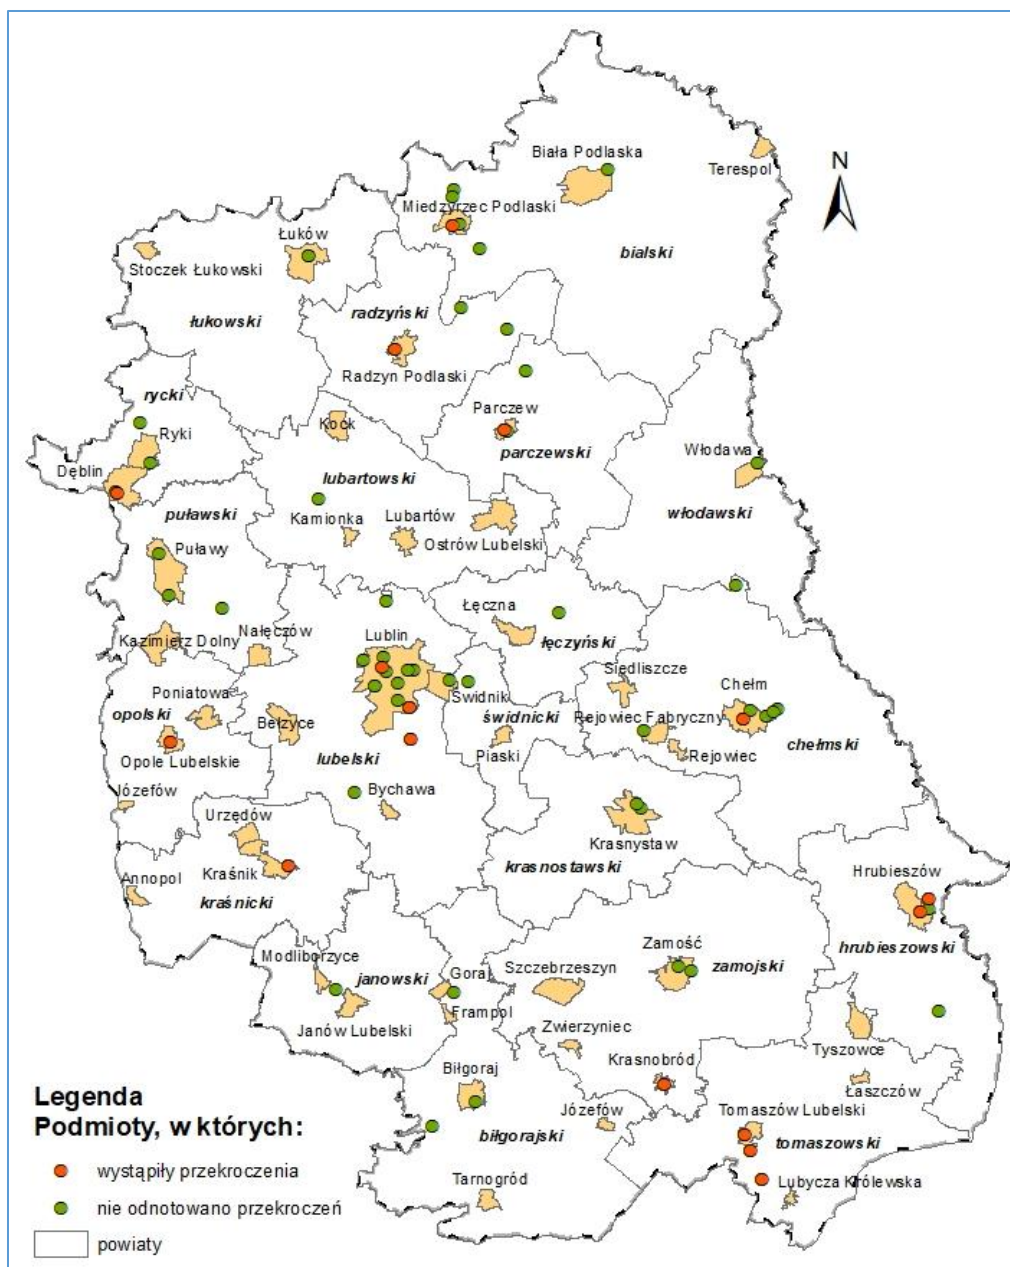 N
Biała Podlaska
Terespol
Miedzyrzec Podlaski
Łuków
Stoczek Łukowski
bialski
łukowski
radzyński
Radzyn Podlaski
rycki
Parczew
Kock
Ryki
parczewski
Włodawa
Dęblin
lubartowski
puławski
Kamionka
Lubartów
włodawski
Ostrów Lubelski
Puławy
Łęczna
Kazimierz Dolny
Nałęczów
Lublin
łęczyński
Siedliszcze
Chełm
Poniatowa
Świdnik
opolski
Bełżyce
świdnicki
Rejowiec Fabryczny
chełmski
Opole Lubelskie
lubelski
Piaski
Rejowiec
Józefów
Bychawa
Urzędów
Krasnystaw
Kraśnik
krasnostawski
Hrubieszów
Annopol
kraśnicki
hrubieszowski
Zamość
Modliborzyce
janowski
Goraj
Szczebrzeszyn
zamojski
Janów Lubelski
Frampol
Zwierzyniec
Tyszowce
Biłgoraj
Krasnobród
Łaszczów
Józefów
Tomaszów Lubelski
biłgorajski
tomaszowski
Tarnogród
Lubycza Królewska
Legenda
Podmioty, w których:
wystąpiły przekroczenia
nie odnotowano przekroczeń
powiaty